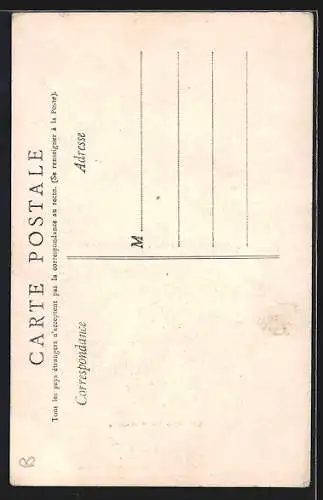 CARTE POSTALE
Tous les pays étrangers n'acceptent pas la correspondance au recto. (Se renseigner à la Poste).
Correspondance
Adresse
M